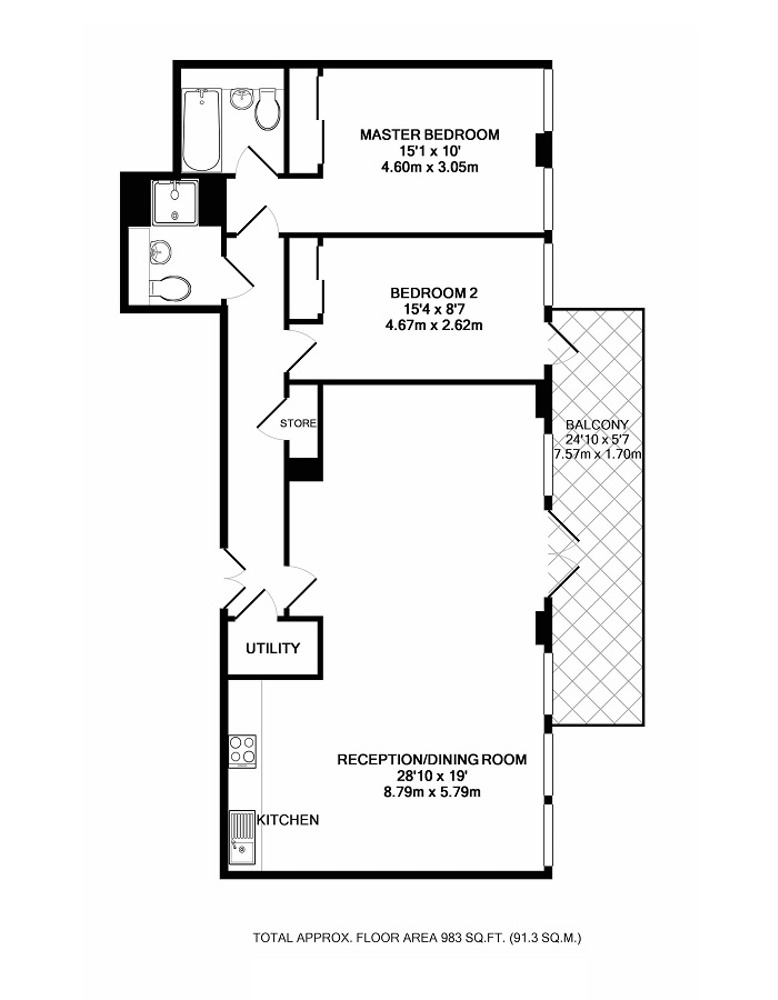 MASTER BEDROOM
15'1 x 10'
4.60m x 3.05m
BEDROOM 2
15'4 x 8'7
4.67m x 2.62m
STORE
BALCONY
24'10 x 5'7
7.57m x 1.70m
UTILITY
RECEPTION/DINING ROOM
28'10 x 19'
8.79m x 5.79m
KITCHEN
TOTAL APPROX. FLOOR AREA 983 SQ.FT. (91.3 SQ.M.)